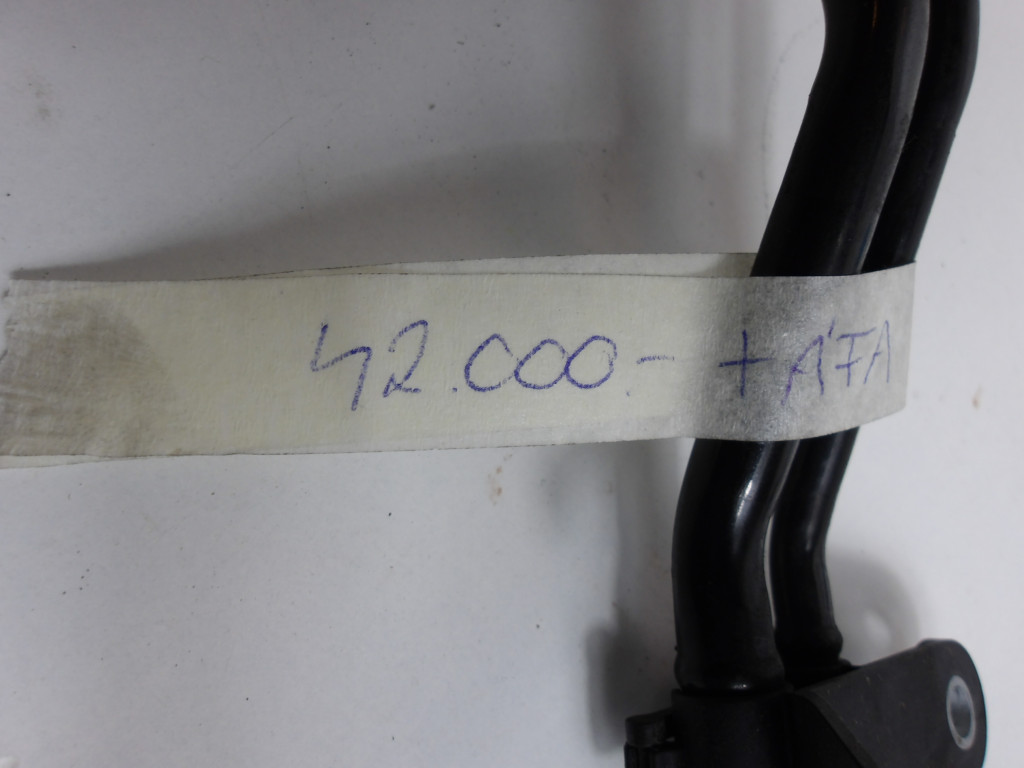 42.000.- + ÁFA